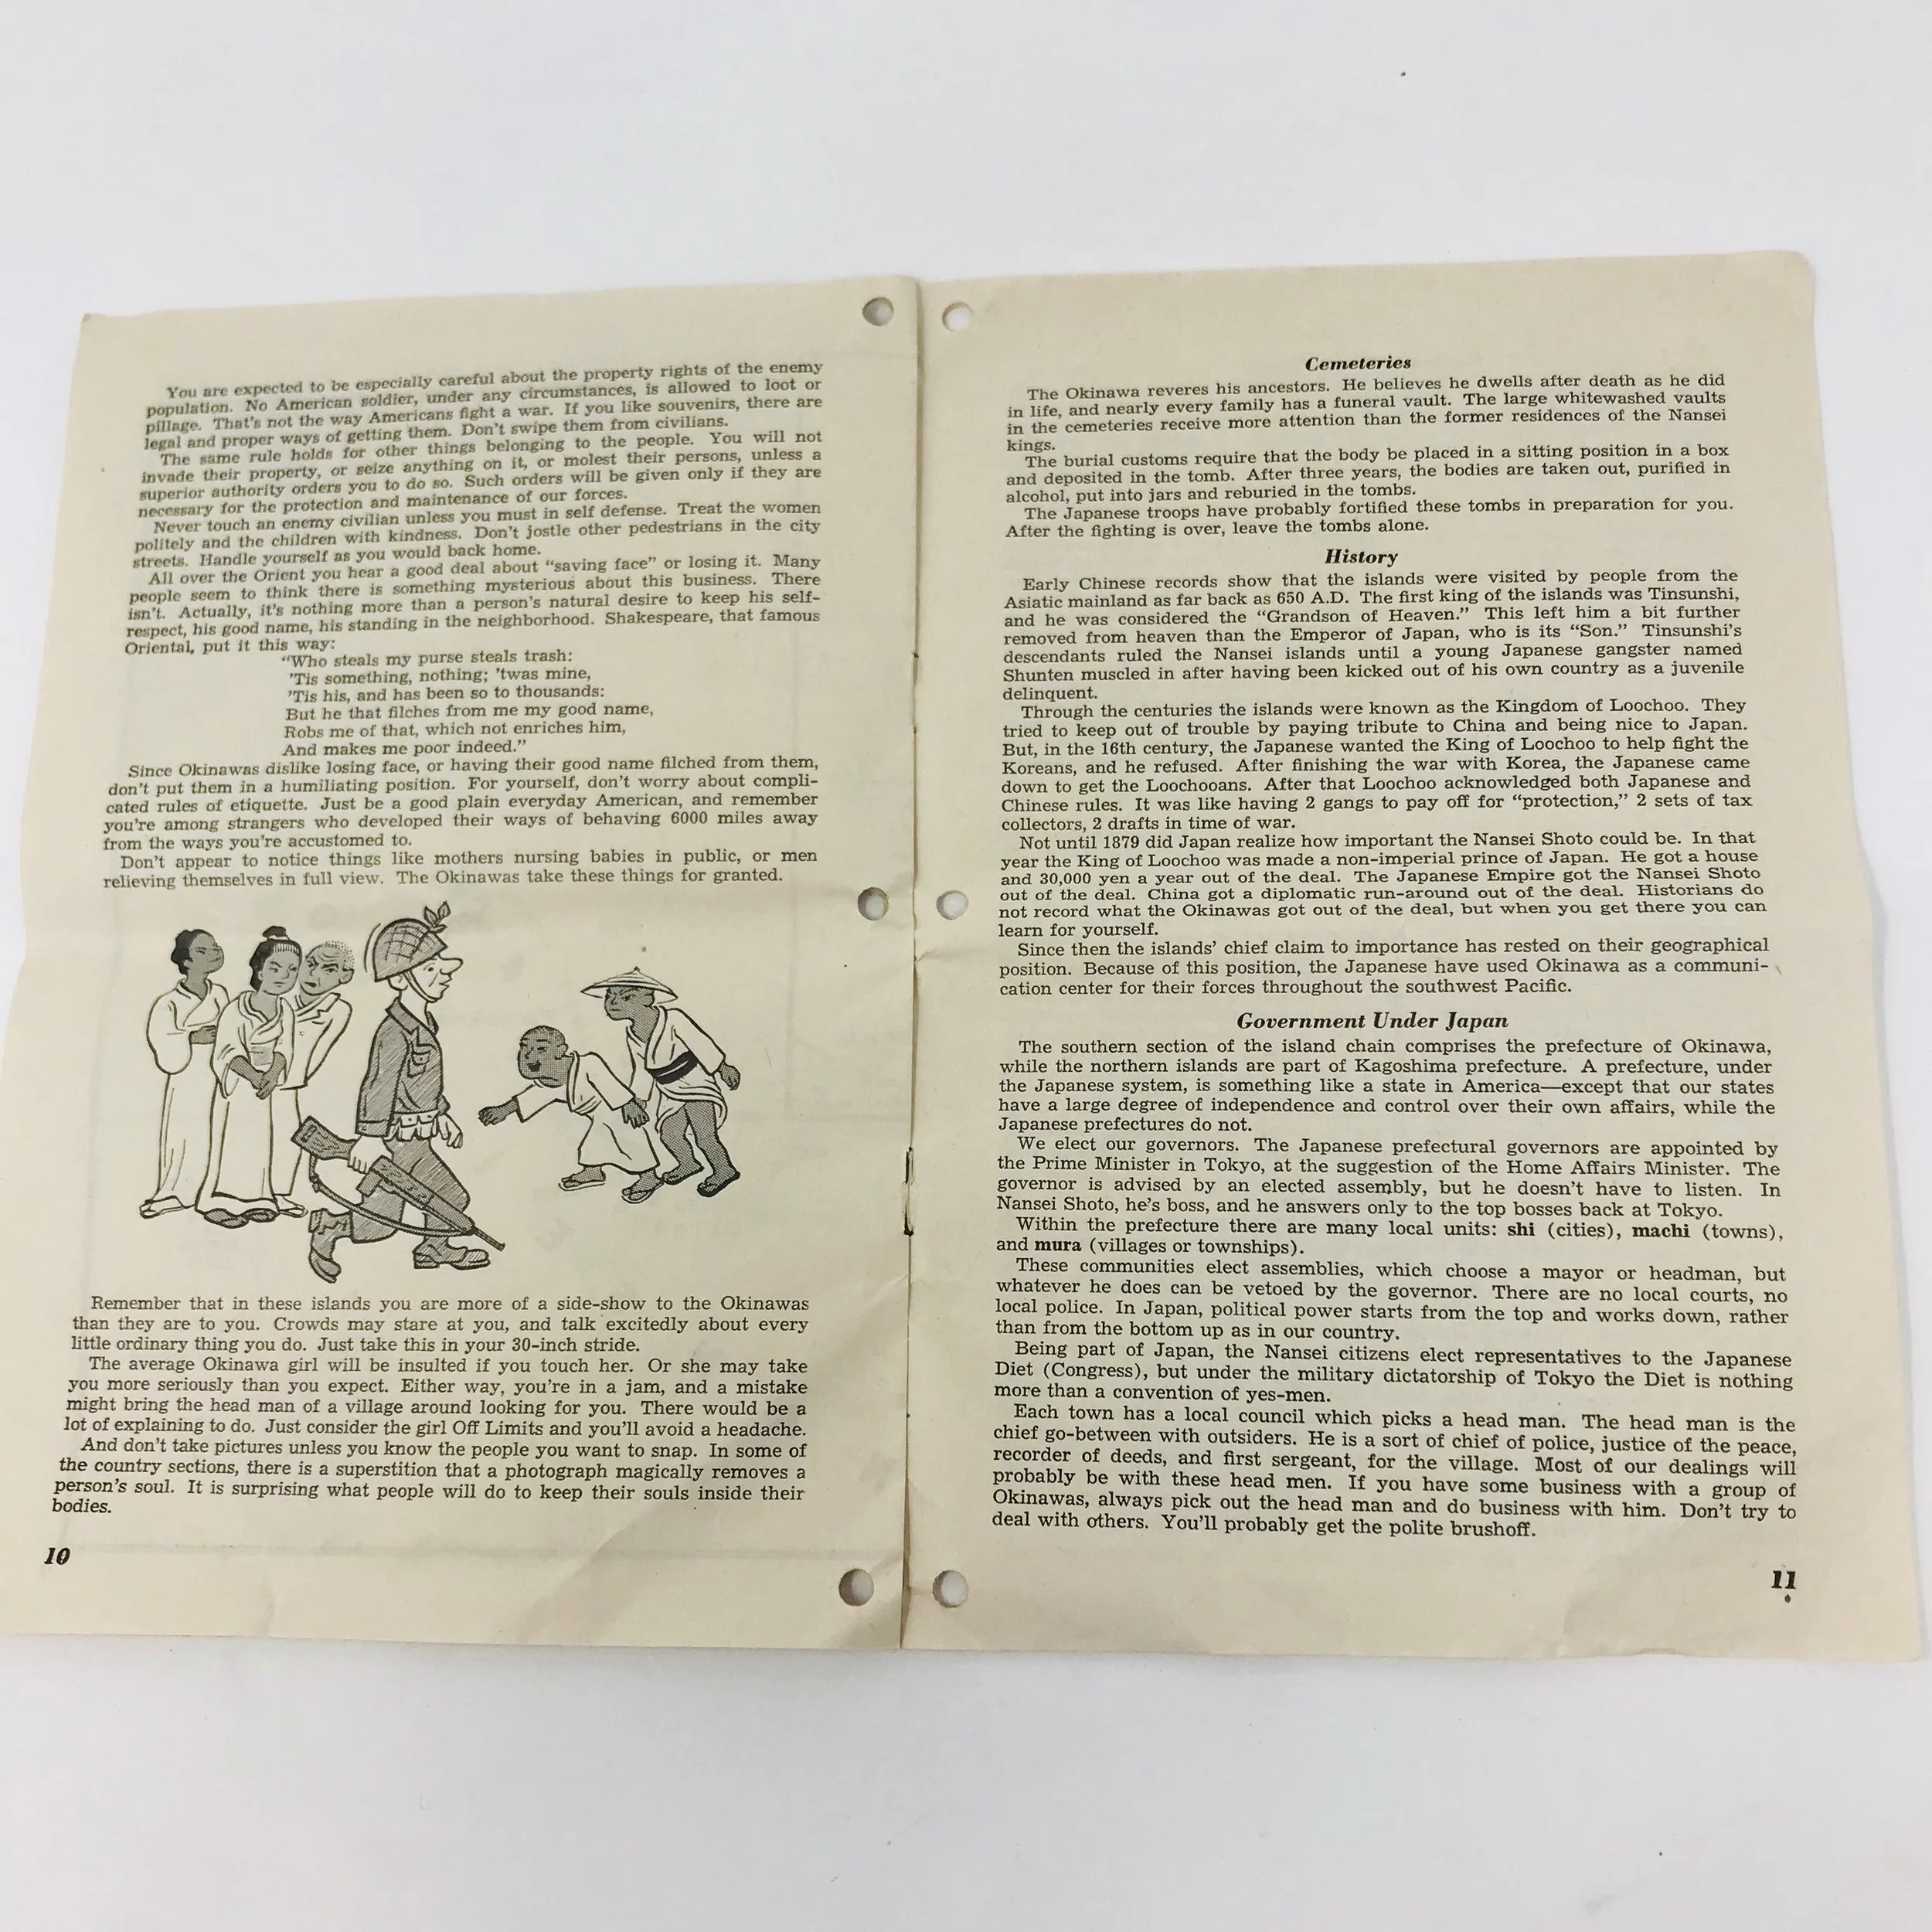 You are expected to be especially careful about the property rights of the enemy
population. No American soldier, under any circumstances, is allowed to loot or
pillage. That's not the way Americans fight a war. If you like souvenirs, there are
legal and proper ways of getting them. Don't swipe them from civilians.
The same rule holds for other things belonging to the people. You will not
invade their property, or seize anything on it, or molest their persons, unless a
superior authority orders you to do so. Such orders will be given only if they are
necessary for the protection and maintenance of our forces.
Never touch an enemy civilian unless you must in self defense. Treat the women
politely and the children with kindness. Don't jostle other pedestrians in the city
streets. Handle yourself as you would back home.
All over the Orient you hear a good deal about "saving face" or losing it. Many
people seem to think there is something mysterious about this business. There
isn't. Actually, it's nothing more than a person's natural desire to keep his self-
respect, his good name, his standing in the neighborhood. Shakespeare, that famous
Oriental, put it this way:
"Who steals my purse steals trash:
'Tis something, nothing; 'twas mine,
'Tis his, and has been so to thousands:
But he that filches from me my good name,
Robs me of that, which not enriches him,
And makes me poor indeed."
Since Okinawas dislike losing face, or having their good name filched from them,
don't put them in a humiliating position. For yourself, don't worry about compli-
cated rules of etiquette. Just be a good plain everyday American, and remember
you're among strangers who developed their ways of behaving 6000 miles away
from the ways you're accustomed to.
Don't appear to notice things like mothers nursing babies in public, or men
relieving themselves in full view. The Okinawas take these things for granted.
Remember that in these islands you are more of a side-show to the Okinawas
than they are to you. Crowds may stare at you, and talk excitedly about every
little ordinary thing you do. Just take this in your 30-inch stride.
The average Okinawa girl will be insulted if you touch her. Or she may take
you more seriously than you expect. Either way, you're in a jam, and a mistake
might bring the head man of a village around looking for you. There would be a
lot of explaining to do. Just consider the girl Off Limits and you'll avoid a headache.
And don't take pictures unless you know the people you want to snap. In some of
the country sections, there is a superstition that a photograph magically removes a
person's soul. It is surprising what people will do to keep their souls inside their
bodies.
10
Cemeteries
The Okinawa reveres his ancestors. He believes he dwells after death as he did
in life, and nearly every family has a funeral vault. The large whitewashed vaults
in the cemeteries receive more attention than the former residences of the Nansei
kings.
The burial customs require that the body be placed in a sitting position in a box
and deposited in the tomb. After three years, the bodies are taken out, purified in
alcohol, put into jars and reburied in the tombs.
The Japanese troops have probably fortified these tombs in preparation for you.
After the fighting is over, leave the tombs alone.
History
Early Chinese records show that the islands were visited by people from the
Asiatic mainland as far back as 650 A.D. The first king of the islands was Tinsunshi,
and he was considered the "Grandson of Heaven." This left him a bit further
removed from heaven than the Emperor of Japan, who is its "Son." Tinsunshi's
descendants ruled the Nansei islands until a young Japanese gangster named
Shunten muscled in after having been kicked out of his own country as a juvenile
delinquent.
Through the centuries the islands were known as the Kingdom of Loochoo. They
tried to keep out of trouble by paying tribute to China and being nice to Japan.
But, in the 16th century, the Japanese wanted the King of Loochoo to help fight the
Koreans, and he refused. After finishing the war with Korea, the Japanese came
down to get the Loochooans. After that Loochoo acknowledged both Japanese and
Chinese rules. It was like having 2 gangs to pay off for "protection," 2 sets of tax
collectors, 2 drafts in time of war.
Not until 1879 did Japan realize how important the Nansei Shoto could be. In that
year the King of Loochoo was made a non-imperial prince of Japan. He got a house
and 30,000 yen a year out of the deal. The Japanese Empire got the Nansei Shoto
out of the deal. China got a diplomatic run-around out of the deal. Historians do
not record what the Okinawas got out of the deal, but when you get there you can
learn for yourself.
Since then the islands' chief claim to importance has rested on their geographical
position. Because of this position, the Japanese have used Okinawa as a communi-
cation center for their forces throughout the southwest Pacific.
Government Under Japan
The southern section of the island chain comprises the prefecture of Okinawa,
while the northern islands are part of Kagoshima prefecture. A prefecture, under
the Japanese system, is something like a state in America—except that our states
have a large degree of independence and control over their own affairs, while the
Japanese prefectures do not.
We elect our governors. The Japanese prefectural governors are appointed by
the Prime Minister in Tokyo, at the suggestion of the Home Affairs Minister. The
governor is advised by an elected assembly, but he doesn't have to listen. In
Nansei Shoto, he's boss, and he answers only to the top bosses back at Tokyo.
Within the prefecture there are many local units: shi (cities), machi (towns),
and mura (villages or townships).
These communities elect assemblies, which choose a mayor or headman, but
whatever he does can be vetoed by the governor. There are no local courts, no
local police. In Japan, political power starts from the top and works down, rather
than from the bottom up as in our country.
Being part of Japan, the Nansei citizens elect representatives to the Japanese
Diet (Congress), but under the military dictatorship of Tokyo the Diet is nothing
more than a convention of yes-men.
Each town has a local council which picks a head man. The head man is the
chief go-between with outsiders. He is a sort of chief of police, justice of the peace,
recorder of deeds, and first sergeant, for the village. Most of our dealings will
probably be with these head men. If you have some business with a group of
Okinawas, always pick out the head man and do business with him. Don't try to
deal with others. You'll probably get the polite brushoff.
11